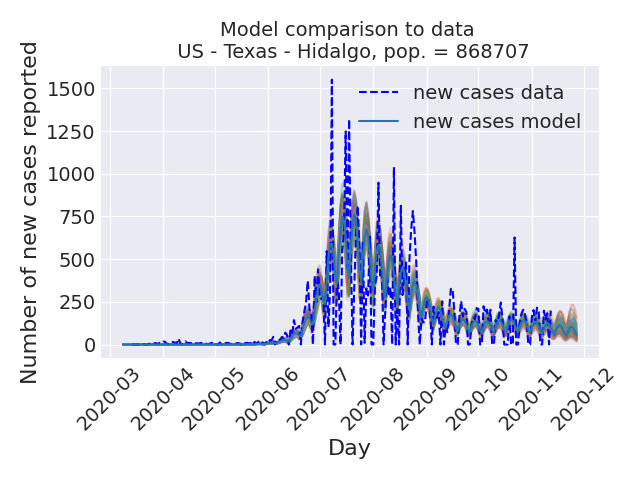 Model comparison to data
US - Texas - Hidalgo, pop. = 868707
Number of new cases reported
1500
1250
1000
750
500
250
0
new cases data
new cases model
2020-03
2020-04
2020-05
2020-06
2020-07
2020-08
2020-09
2020-10
2020-11
2020-12
Day